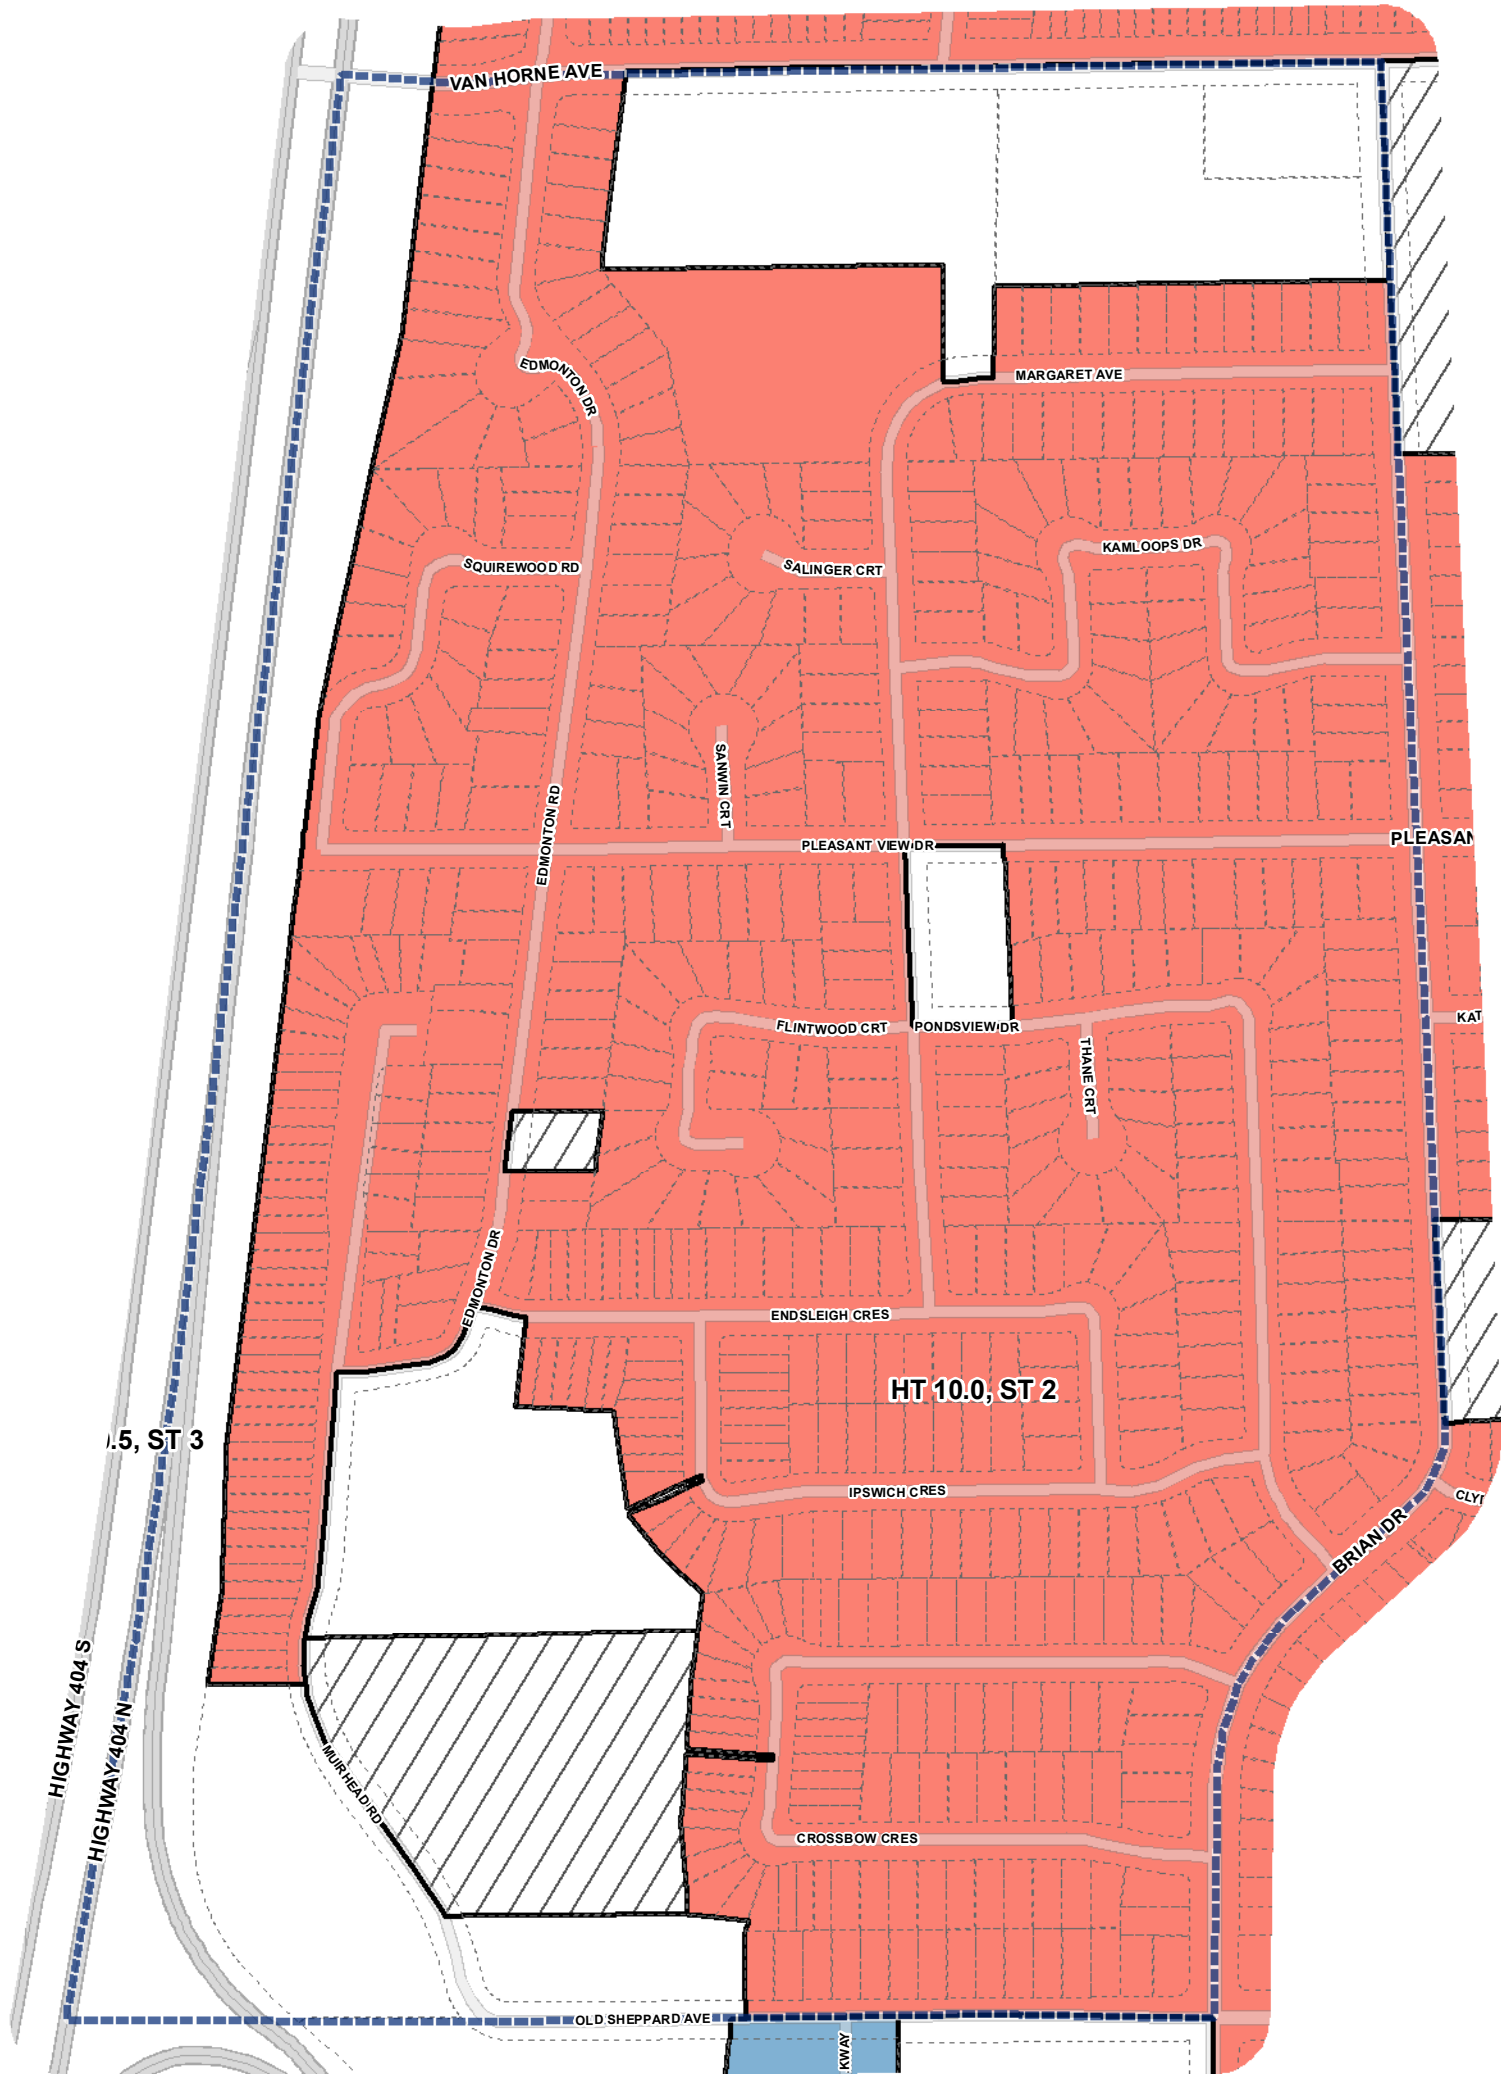 VAN HORNE AVE
EDMONTON DR
MARGARET AVE
KAMLOOPS DR
SQUIREWOOD RD
SALINGER CRT
SANWIN CRT
EDMONTON RD
PLEASANT VIEW DR
PLEASAN
FLINTWOOD CRT
PONDSVIEW DR
KAT
THANE CRT
EDMONTON DR
ENDSLEIGH CRES
HT 10.0, ST 2
.5, ST 3
IPSWICH CRES
CLY
BRIAN DR
HIGHWAY 404 S
HIGHWAY 404 N
MUIRHEAD RD
CROSSBOW CRES
OLD SHEPPARD AVE
KWAY